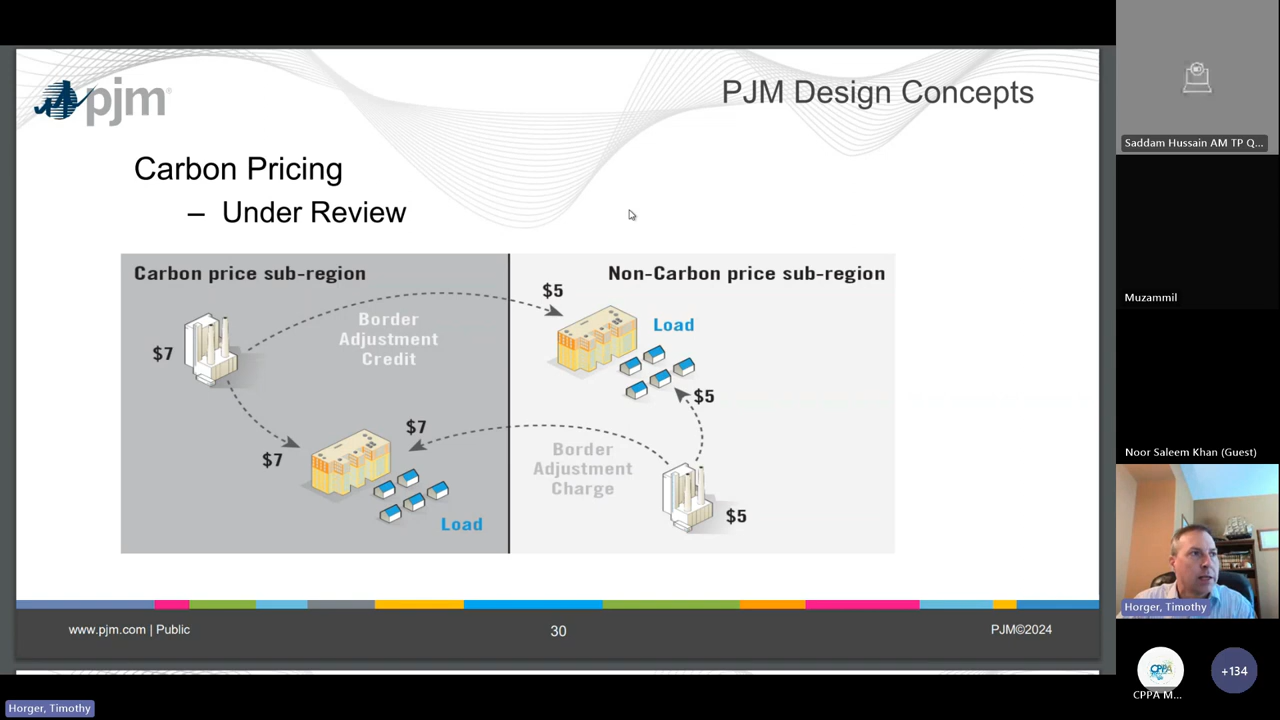 pjm
PJM Design Concepts
Carbon Pricing
– Under Review
Carbon price sub-region
Non-Carbon price sub-region
$5
Border
Adjustment
Credit
Load
$7
$5
$7
$7
Border
Adjustment
Charge
$5
Load
www.pjm.com | Public
30
PJM©2024
Saddam Hussain AM TP Q...
Muzammil
Noor Saleem Khan (Guest)
Horger, Timothy
CPPA
CPPA M...
+134
Horger, Timothy